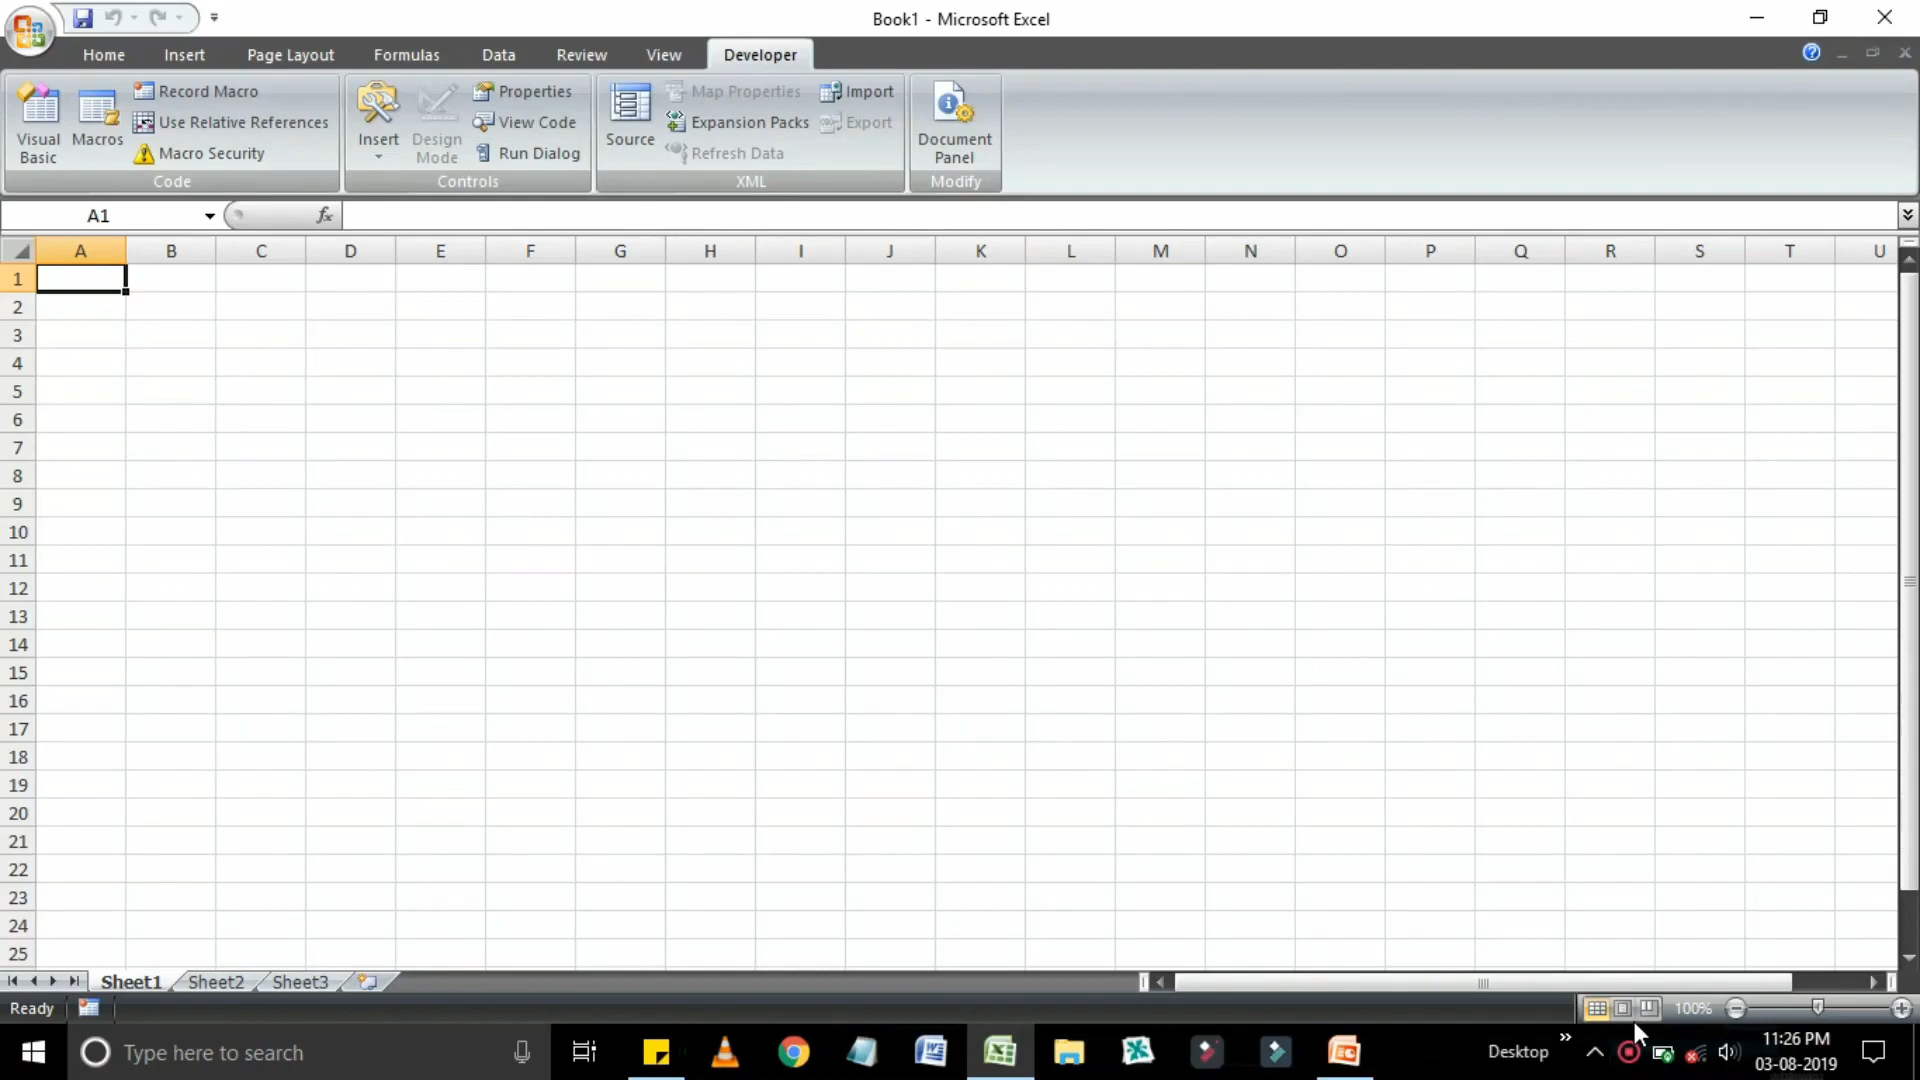 Book1 - Microsoft Excel
Home Insert Page Layout Formulas Data Review View Developer
Visual Basic
Macros
Record Macro
Use Relative References
Macro Security
Code
Insert
Design Mode
Properties
View Code
Run Dialog
Controls
Source
Map Properties
Expansion Packs
Refresh Data
Import
Export
XML
Document Panel
Modify
A1
fx
A B C D E F G H I J K L M N O P Q R S T U
1
2
3
4
5
6
7
8
9
10
11
12
13
14
15
16
17
18
19
20
21
22
23
24
25
Sheet1 Sheet2 Sheet3
Ready
100%
Type here to search
Desktop
11:26 PM
03-08-2019